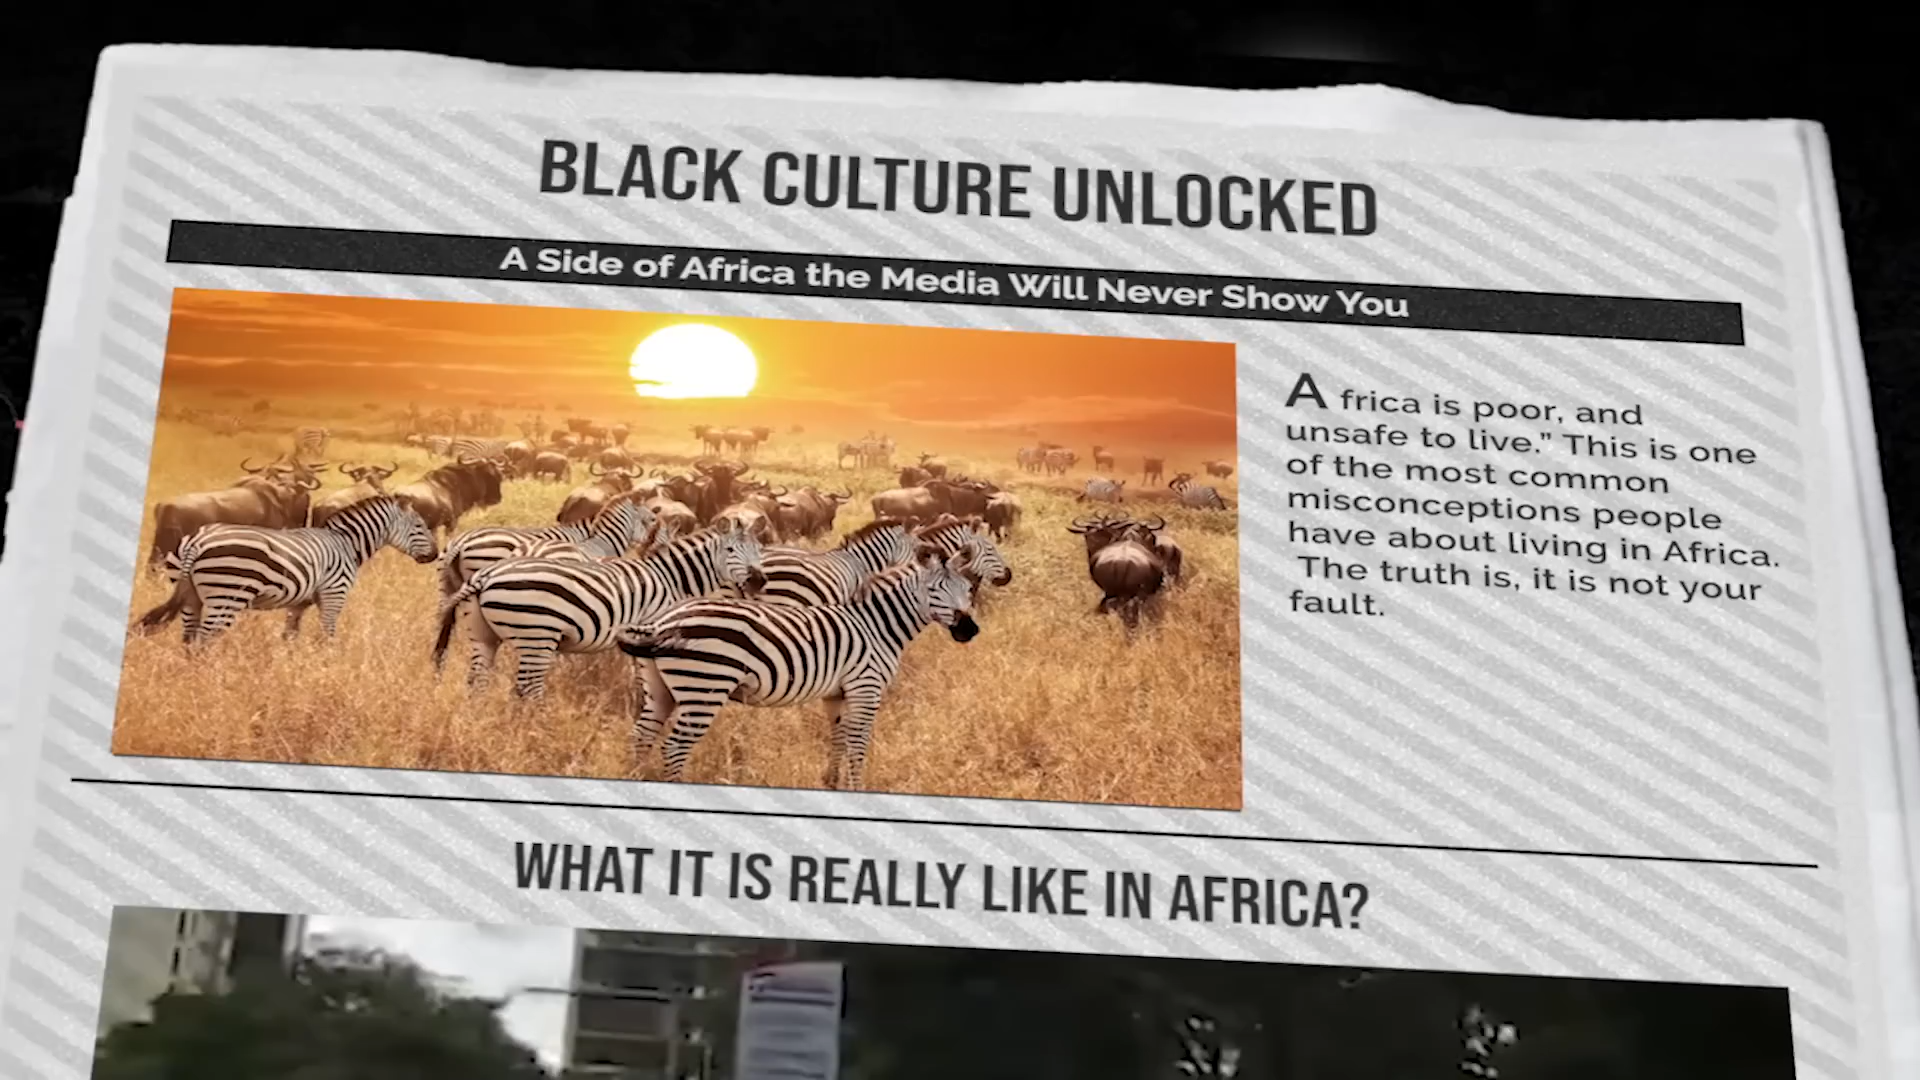 BLACK CULTURE UNLOCKED
A Side of Africa the Media Will Never Show You
A frica is poor, and
unsafe to live.” This is one
of the most common
misconceptions people
have about living in Africa.
The truth is, it is not your
fault.
WHAT IT IS REALLY LIKE IN AFRICA?